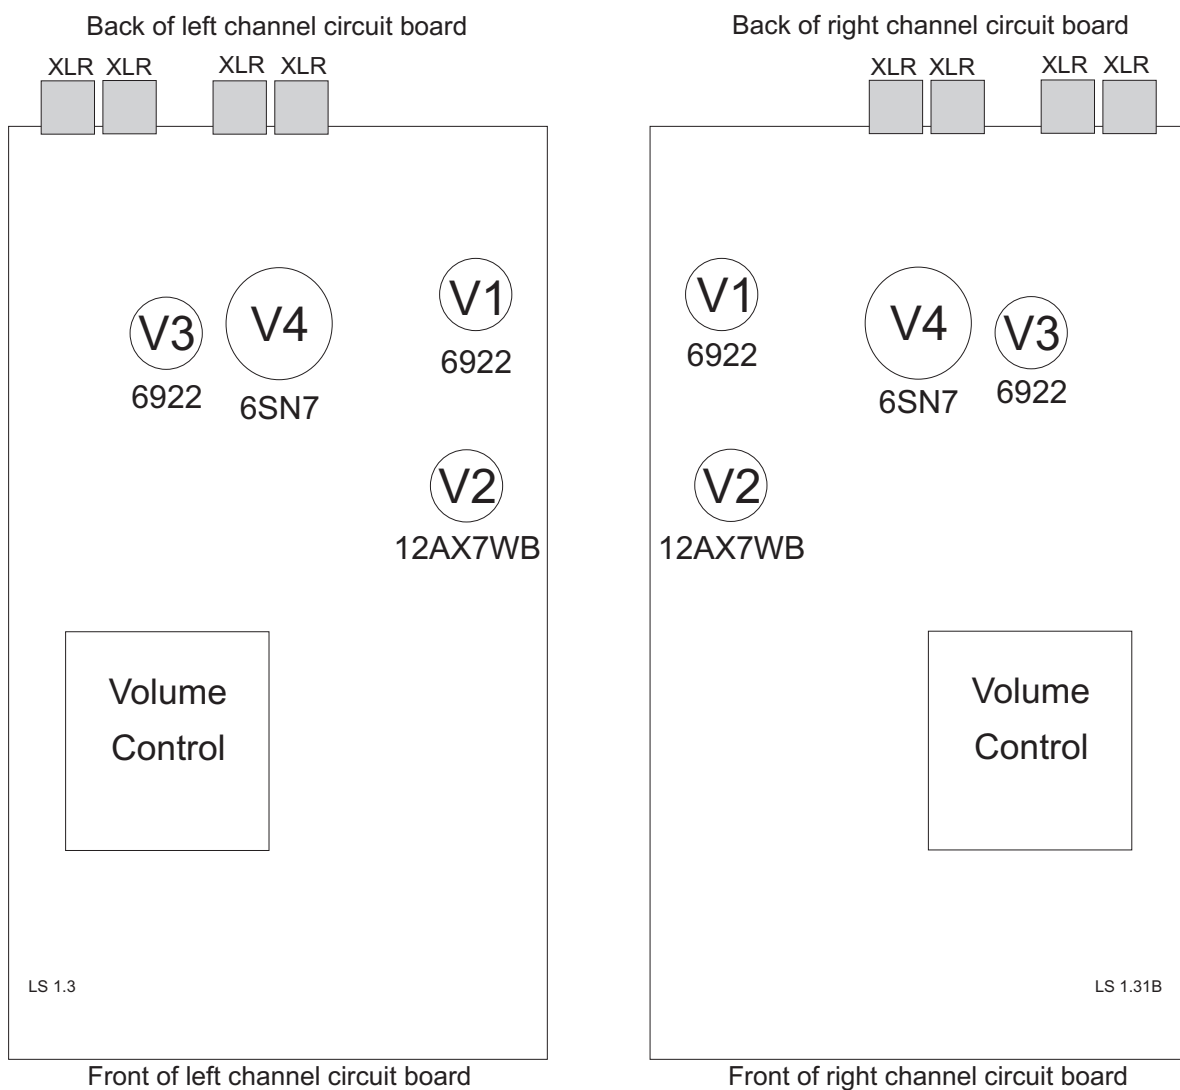 Back of left channel circuit board
XLR XLR XLR XLR
V1
6922
V3
6922
V4
6SN7
V2
12AX7WB
Volume
Control
LS 1.3
Front of left channel circuit board
Back of right channel circuit board
XLR XLR XLR XLR
V1
6922
V4
6SN7
V3
6922
V2
12AX7WB
Volume
Control
LS 1.31B
Front of right channel circuit board